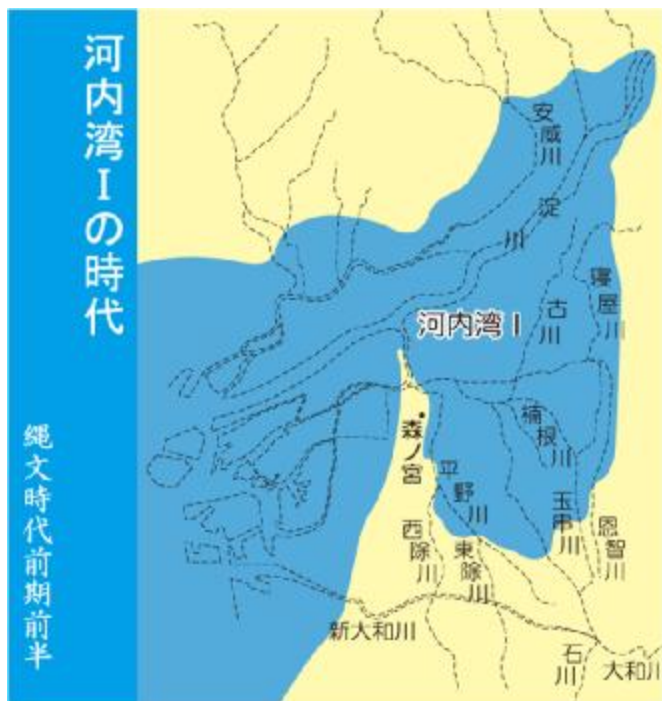 河内湾Ⅰの時代
縄文時代前期前半
安威川
淀川
寝屋川
古川
河内湾Ⅰ
楠根川
森ノ宮
平野川
玉串川
恩智川
西除川
東除川
新大和川
石川
大和川